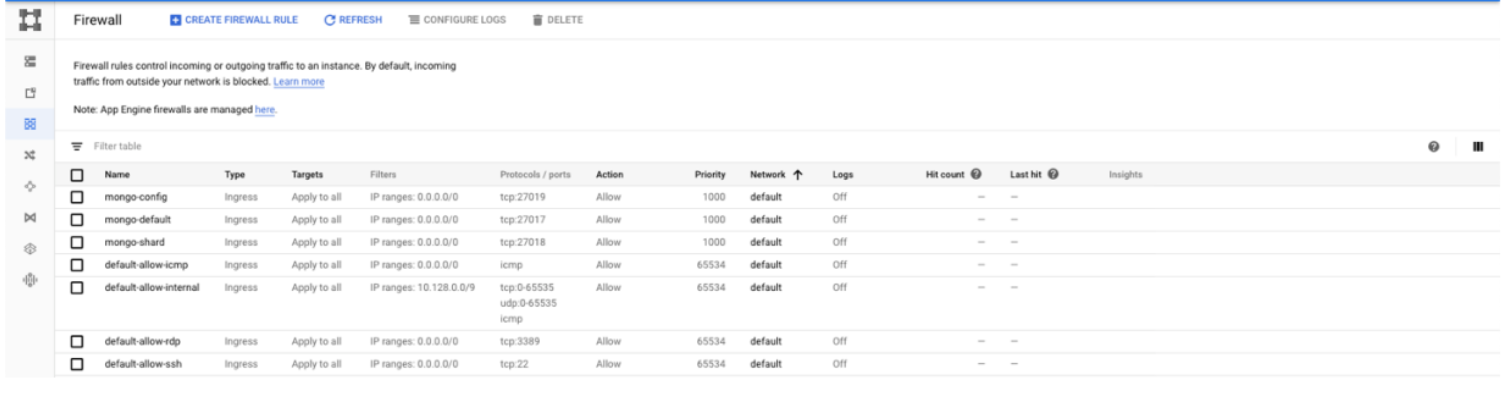 Firewall CREATE FIREWALL RULE REFRESH CONFIGURE LOGS DELETE
Firewall rules control incoming or outgoing traffic to an instance. By default, incoming
traffic from outside your network is blocked. Learn more
Note: App Engine firewalls are managed here.
Filter table
Name Type Targets Filters Protocols / ports Action Priority Network Logs Hit count Last hit Insights
mongo-config Ingress Apply to all IP ranges: 0.0.0.0/0 tcp:27019 Allow 1000 default Off — —
mongo-default Ingress Apply to all IP ranges: 0.0.0.0/0 tcp:27017 Allow 1000 default Off — —
mongo-shard Ingress Apply to all IP ranges: 0.0.0.0/0 tcp:27018 Allow 1000 default Off — —
default-allow-icmp Ingress Apply to all IP ranges: 0.0.0.0/0 icmp Allow 65534 default Off — —
default-allow-internal Ingress Apply to all IP ranges: 10.128.0.0/9 tcp:0-65535 Allow 65534 default Off — —
udp:0-65535
icmp
default-allow-rdp Ingress Apply to all IP ranges: 0.0.0.0/0 tcp:3389 Allow 65534 default Off — —
default-allow-ssh Ingress Apply to all IP ranges: 0.0.0.0/0 tcp:22 Allow 65534 default Off — —